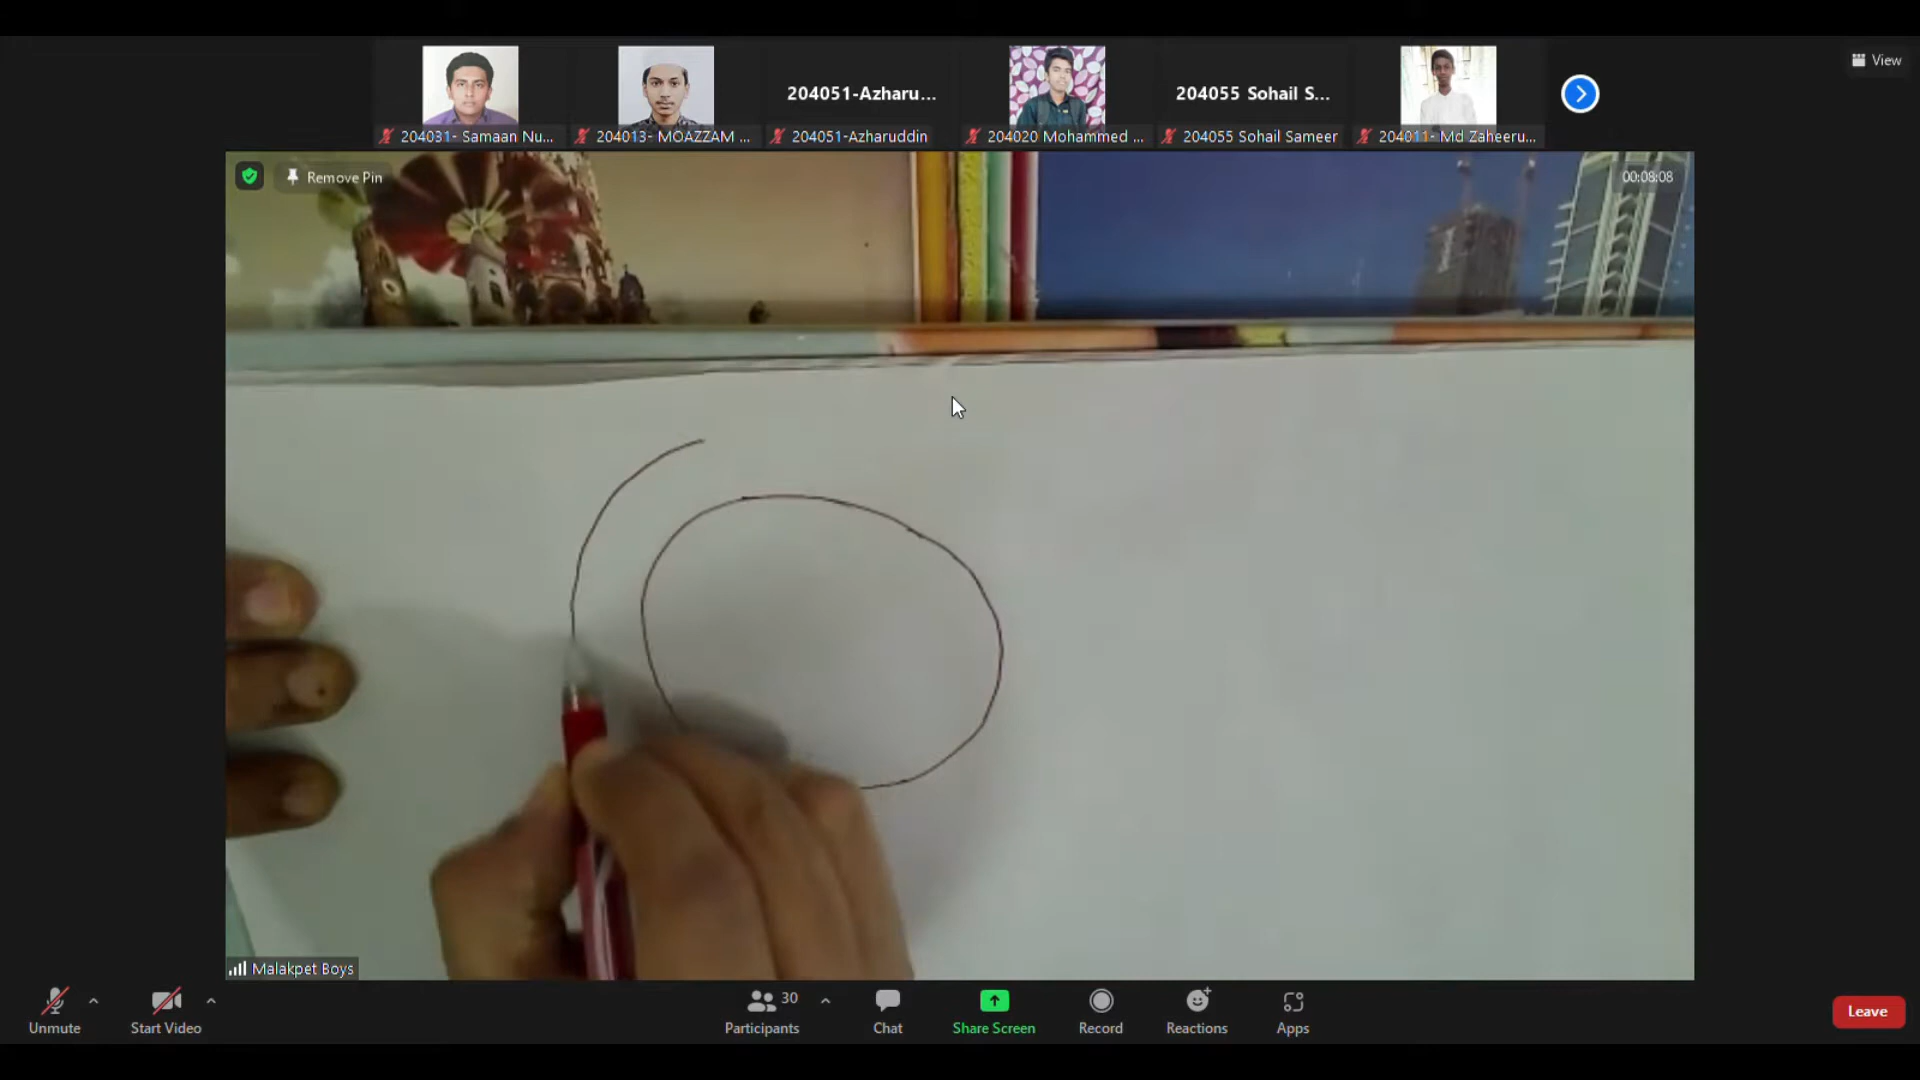 View
204051-Azharu...
204055 Sohail S...
204031- Samaan Nu...
204013- MOAZZAM ...
204051-Azharuddin
204020 Mohammed ...
204055 Sohail Sameer
204011- Md Zaheeru...
Remove Pin
00:08:08
Malakpet Boys
30
Unmute
Start Video
Participants
Chat
Share Screen
Record
Reactions
Apps
Leave